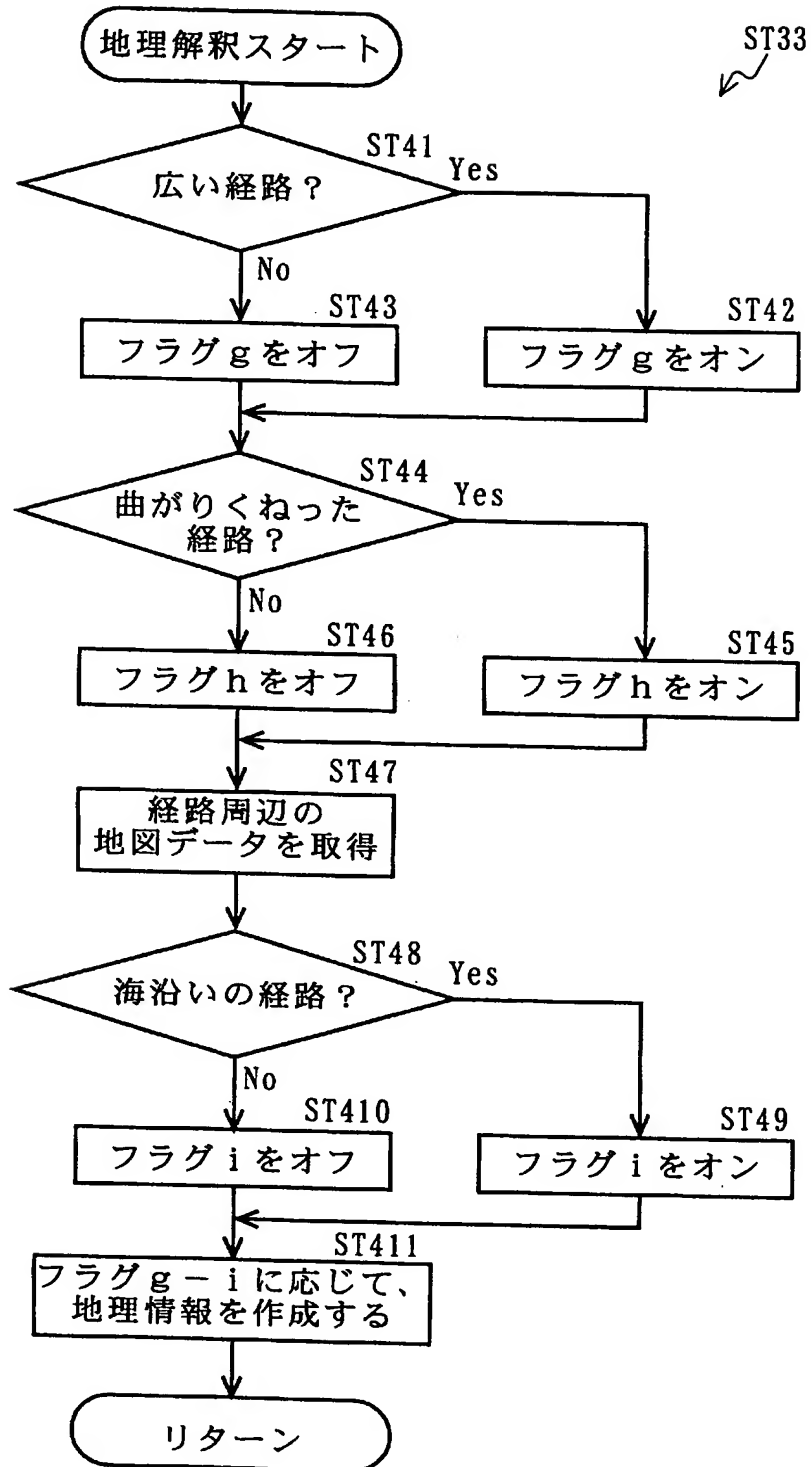 地理解釈スタート
ST33
ST41
広い経路？
Yes
No
ST43
フラグｇをオフ
ST42
フラグｇをオン
ST44
曲がりくねった
経路？
Yes
No
ST46
フラグｈをオフ
ST45
フラグｈをオン
ST47
経路周辺の
地図データを取得
ST48
海沿いの経路？
Yes
No
ST410
フラグｉをオフ
ST49
フラグｉをオン
ST411
フラグｇ－ｉに応じて、
地理情報を作成する
リターン